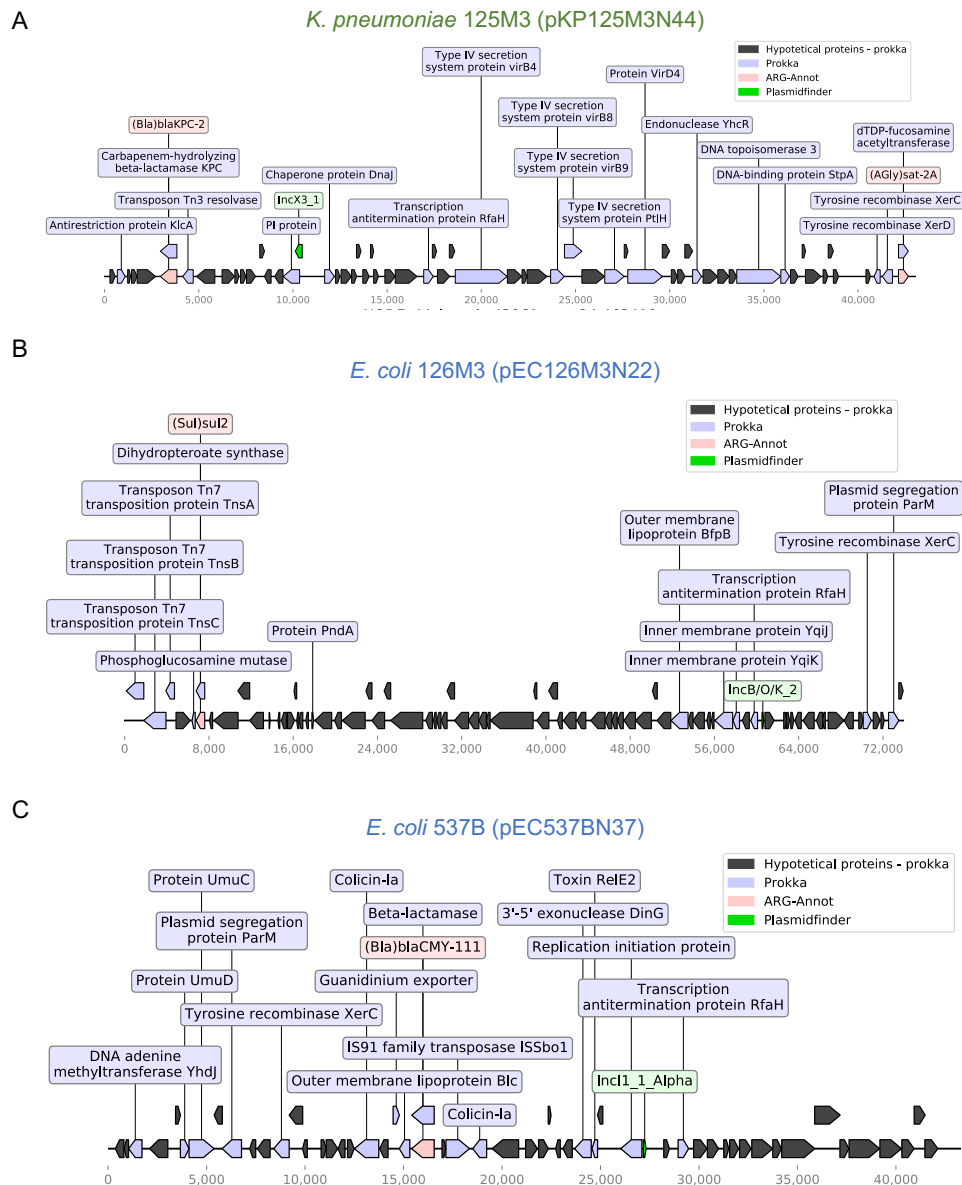 A
K. pneumoniae 125M3 (pKP125M3N44)
Type IV secretion
system protein virB4
Protein VirD4
Hypotetical proteins - prokka
Prokka
ARG-Annot
Plasmidfinder
(Bla)blaKPC-2
Type IV secretion
system protein virB8
Endonuclease YhcR
dTDP-fucosamine
acetyltransferase
Carbapenem-hydrolyzing
beta-lactamase KPC
Type IV secretion
system protein virB9
DNA topoisomerase 3
Chaperone protein DnaJ
DNA-binding protein StpA
(AGly)sat-2A
Transposon Tn3 resolvase
IncX3_1
Transcription
antitermination protein RfaH
Type IV secretion
system protein PtlH
Tyrosine recombinase XerC
Antirestriction protein KlcA
PI protein
Tyrosine recombinase XerD
0
5,000
10,000
15,000
20,000
25,000
30,000
35,000
40,000
B
E. coli 126M3 (pEC126M3N22)
Hypotetical proteins - prokka
Prokka
ARG-Annot
Plasmidfinder
(Sul)sul2
Dihydropteroate synthase
Transposon Tn7
transposition protein TnsA
Plasmid segregation
protein ParM
Outer membrane
lipoprotein BfpB
Tyrosine recombinase XerC
Transposon Tn7
transposition protein TnsB
Transcription
antitermination protein RfaH
Transposon Tn7
transposition protein TnsC
Protein PndA
Inner membrane protein YqiJ
Phosphoglucosamine mutase
Inner membrane protein YqiK
IncB/O/K_2
0
8,000
16,000
24,000
32,000
40,000
48,000
56,000
64,000
72,000
C
E. coli 537B (pEC537BN37)
Hypotetical proteins - prokka
Prokka
ARG-Annot
Plasmidfinder
Protein UmuC
Colicin-Ia
Toxin RelE2
Plasmid segregation
protein ParM
Beta-lactamase
3'-5' exonuclease DinG
(Bla)blaCMY-111
Replication initiation protein
Protein UmuD
Guanidinium exporter
Transcription
antitermination protein RfaH
Tyrosine recombinase XerC
DNA adenine
methyltransferase YhdJ
IS91 family transposase ISSbo1
Outer membrane lipoprotein Blc
IncI1_1_Alpha
Colicin-Ia
0
5,000
10,000
15,000
20,000
25,000
30,000
35,000
40,000